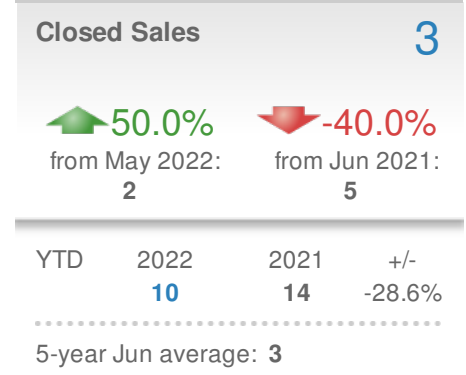 Closed Sales 3
50.0% -40.0%
from May 2022: from Jun 2021:
2 5
YTD 2022 2021 +/-
10 14 -28.6%
5-year Jun average: 3